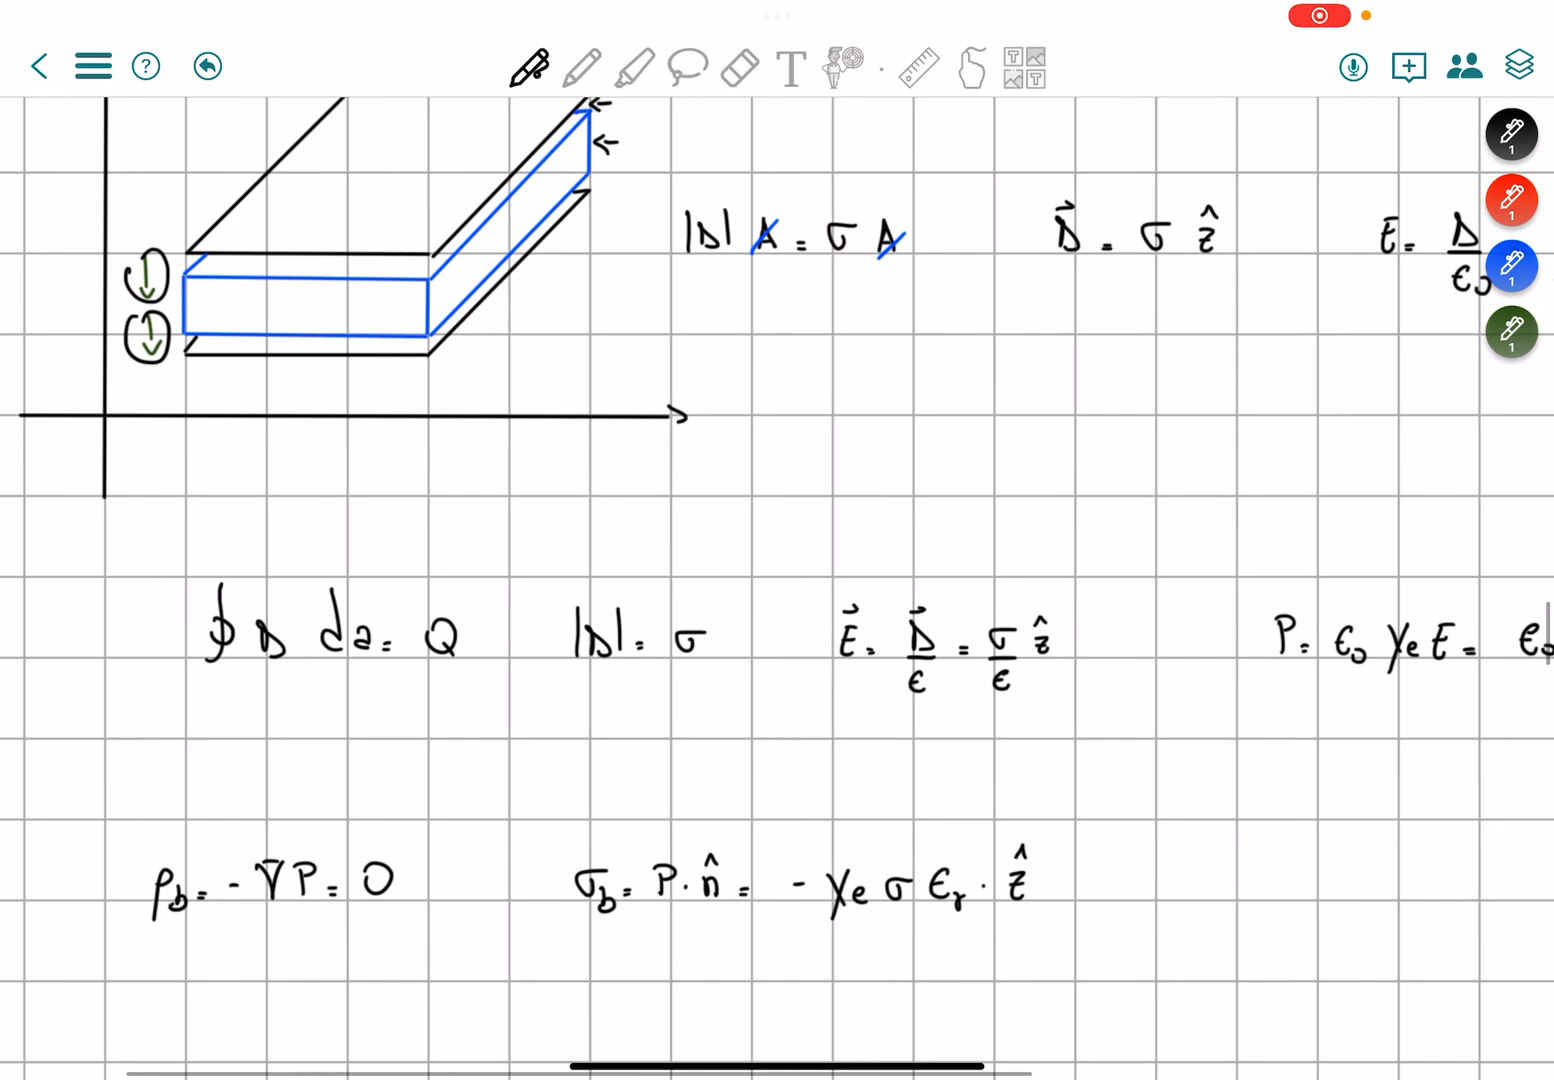 |D| A = σ A    D⃗ = σ ẑ    E = D/ε₀
∮ D da = Q    |D| = σ    E⃗ = D⃗/ε = σ/ε ẑ    P = ε₀ χe E = ε₀
ρb = - ∇P = 0    σb = P · n̂ = - χe σ εr · ẑ